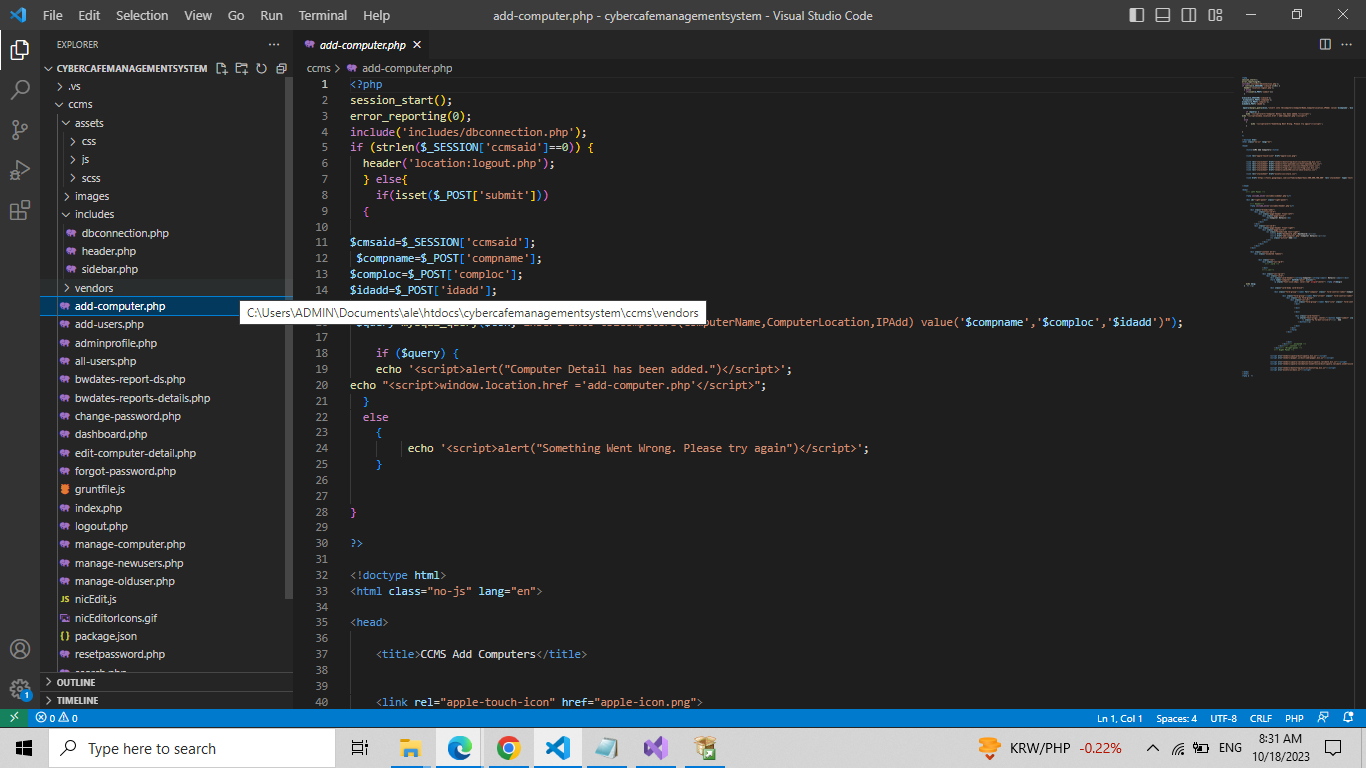 File Edit Selection View Go Run Terminal Help
add-computer.php - cybercafemanagementsystem - Visual Studio Code
EXPLORER
CYBERCAFEMANAGEMENTSYSTEM
.vs
ccms
assets
css
js
scss
images
includes
dbconnection.php
header.php
sidebar.php
vendors
add-computer.php
add-users.php
adminprofile.php
all-users.php
bwdates-report-ds.php
bwdates-reports-details.php
change-password.php
dashboard.php
edit-computer-detail.php
forgot-password.php
gruntfile.js
index.php
logout.php
manage-computer.php
manage-newusers.php
manage-olduser.php
JS nicEdit.js
nicEditorIcons.gif
{} package.json
resetpassword.php
search.php
OUTLINE
TIMELINE
add-computer.php
ccms > add-computer.php
1 <?php
2 session_start();
3 error_reporting(0);
4 include('includes/dbconnection.php');
5 if (strlen($_SESSION['ccmsaid']==0)) {
6 header('location:logout.php');
7 } else{
8 if(isset($_POST['submit']))
9 {
10
11 $cmsaid=$_SESSION['ccmsaid'];
12 $compname=$_POST['compname'];
13 $comploc=$_POST['comploc'];
14 $idadd=$_POST['idadd'];
C:\Users\ADMIN\Documents\ale\htdocs\cybercafemanagementsystem\ccms\vendors
ComputerName,ComputerLocation,IPAdd) value('$compname','$comploc','$idadd')");
17
18 if ($query) {
19 echo '<script>alert("Computer Detail has been added.")</script>';
20 echo "<script>window.location.href ='add-computer.php'</script>";
21 }
22 else
23 {
24 echo '<script>alert("Something Went Wrong. Please try again")</script>';
25 }
26
27
28 }
29
30 ?>
31
32 <!doctype html>
33 <html class="no-js" lang="en">
34
35 <head>
36
37 <title>CCMS Add Computers</title>
38
39
40 <link rel="apple-touch-icon" href="apple-icon.png">
1
0 0
Ln 1, Col 1 Spaces: 4 UTF-8 CRLF PHP
Type here to search
KRW/PHP -0.22%
ENG
8:31 AM
10/18/2023